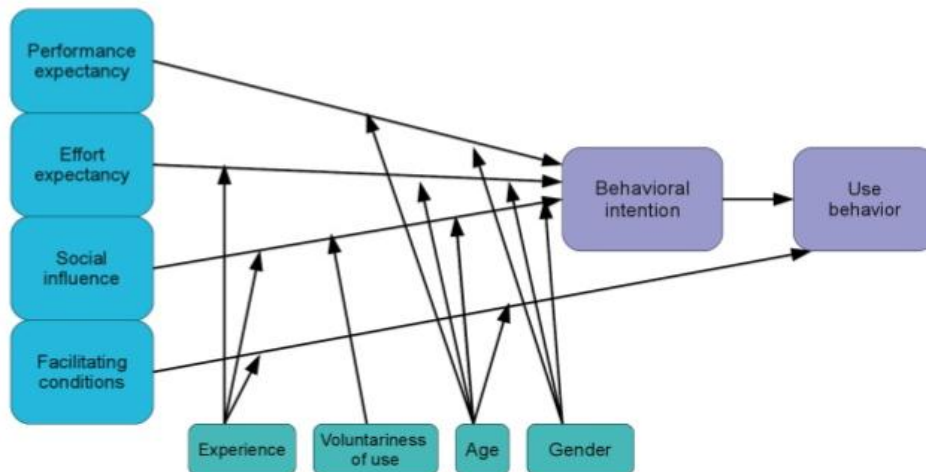 Performance
expectancy
Effort
expectancy
Social
influence
Facilitating
conditions
Behavioral
intention
Use
behavior
Experience
Voluntariness
of use
Age
Gender